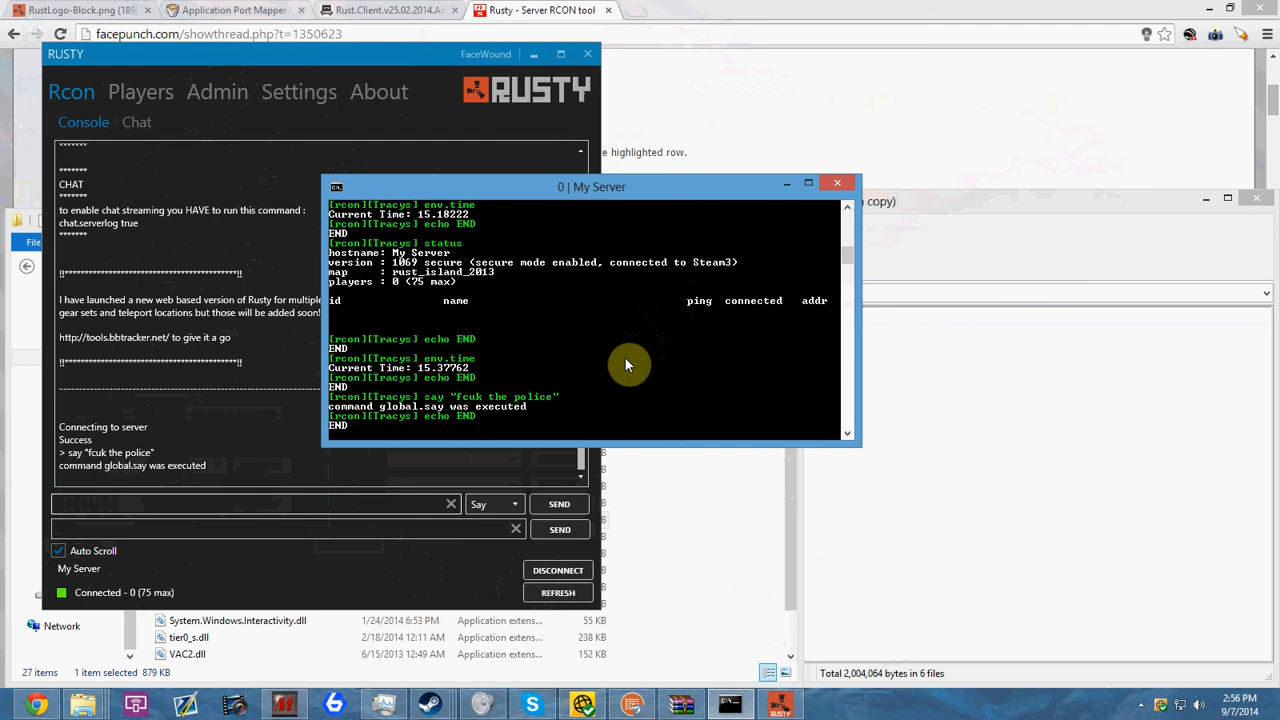 RustLogo-Block.png (898
Application Port Mapper
Rust.Client.v25.02.2014.A
Rusty - Server RCON tool
facepunch.com/showthread.php?t=1350623
RUSTY
FaceWound
Rcon Players Admin Settings About
RUSTY
Console Chat
*******
*******
CHAT
*******
to enable chat streaming you HAVE to run this command :
chat.serverlog true
*******
I have launched a new web based version of Rusty for multiple
gear sets and teleport locations but those will be added soon!
http://tools.bbtracker.net/ to give it a go
Connecting to server
Success
> say "fcuk the police"
command global.say was executed
Say
SEND
SEND
Auto Scroll
My Server
DISCONNECT
Connected - 0 (75 max)
REFRESH
e highlighted row.
0 | My Server
[rcon][Tracys] env.time
Current Time: 15.18222
[rcon][Tracys] echo END
END
[rcon][Tracys] status
hostname: My Server
version : 1069 secure (secure mode enabled, connected to Steam3)
map : rust_island_2013
players : 0 (75 max)
id name ping connected addr
[rcon][Tracys] echo END
END
[rcon][Tracys] env.time
Current Time: 15.37762
[rcon][Tracys] echo END
END
[rcon][Tracys] say "fcuk the police"
command global.say was executed
[rcon][Tracys] echo END
END
n copy)
File
Network
System.Windows.Interactivity.dll 1/24/2014 6:53 PM Application extens... 55 KB
tier0_s.dll 2/18/2014 12:11 AM Application extens... 238 KB
VAC2.dll 6/15/2013 12:49 AM Application extens... 152 KB
27 items 1 item selected 879 KB
Total 2,004,064 bytes in 6 files
2:56 PM
9/7/2014